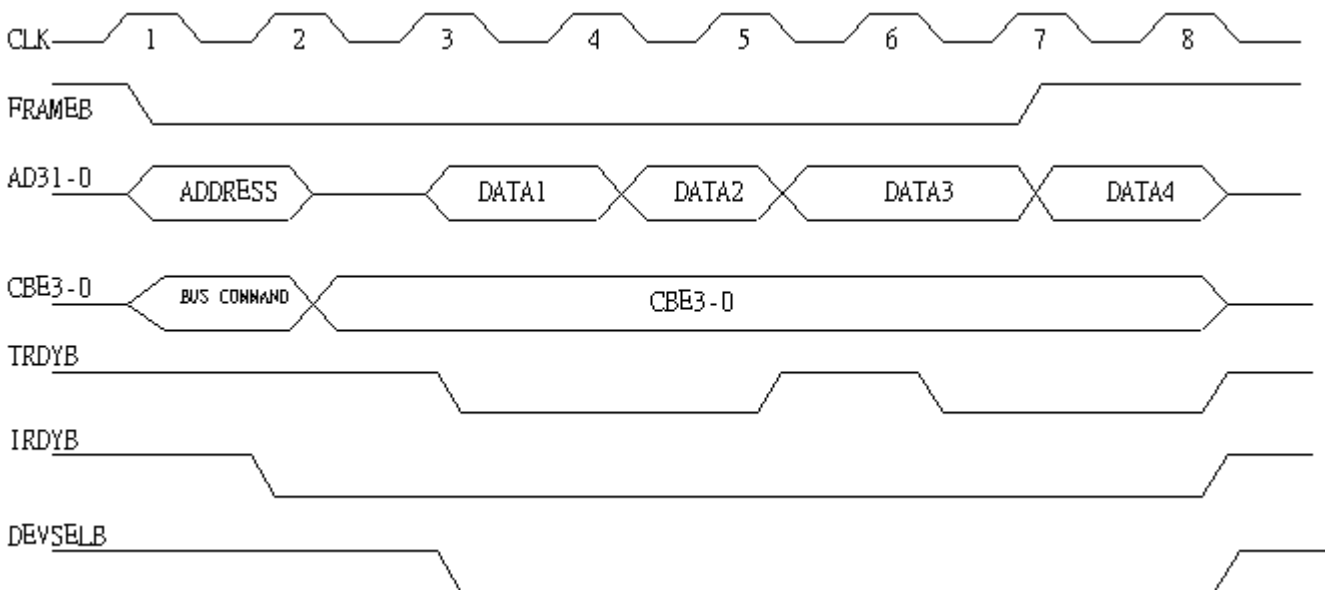 CLK 1 2 3 4 5 6 7 8
FRAMEB
AD31-0 ADDRESS DATA1 DATA2 DATA3 DATA4
CBE3-0 BUS COMMAND CBE3-0
TRDYB
IRDYB
DEVSELB